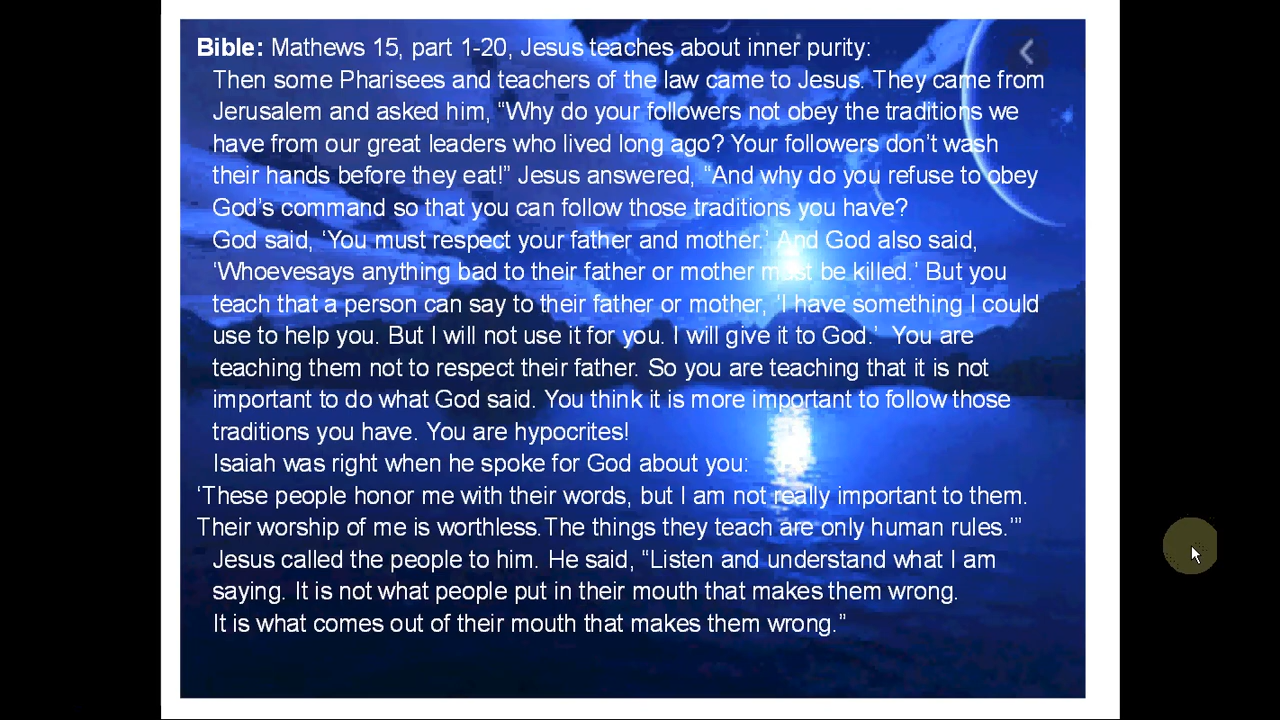 Bible: Mathews 15, part 1-20, Jesus teaches about inner purity:
Then some Pharisees and teachers of the law came to Jesus. They came from
Jerusalem and asked him, “Why do your followers not obey the traditions we
have from our great leaders who lived long ago? Your followers don’t wash
their hands before they eat!” Jesus answered, “And why do you refuse to obey
God’s command so that you can follow those traditions you have?
God said, ‘You must respect your father and mother.’ And God also said,
‘Whoevesays anything bad to their father or mother must be killed.’ But you
teach that a person can say to their father or mother, ‘I have something I could
use to help you. But I will not use it for you. I will give it to God.’ You are
teaching them not to respect their father. So you are teaching that it is not
important to do what God said. You think it is more important to follow those
traditions you have. You are hypocrites!
Isaiah was right when he spoke for God about you:
‘These people honor me with their words, but I am not really important to them.
Their worship of me is worthless.The things they teach are only human rules.’”
Jesus called the people to him. He said, “Listen and understand what I am
saying. It is not what people put in their mouth that makes them wrong.
It is what comes out of their mouth that makes them wrong.”